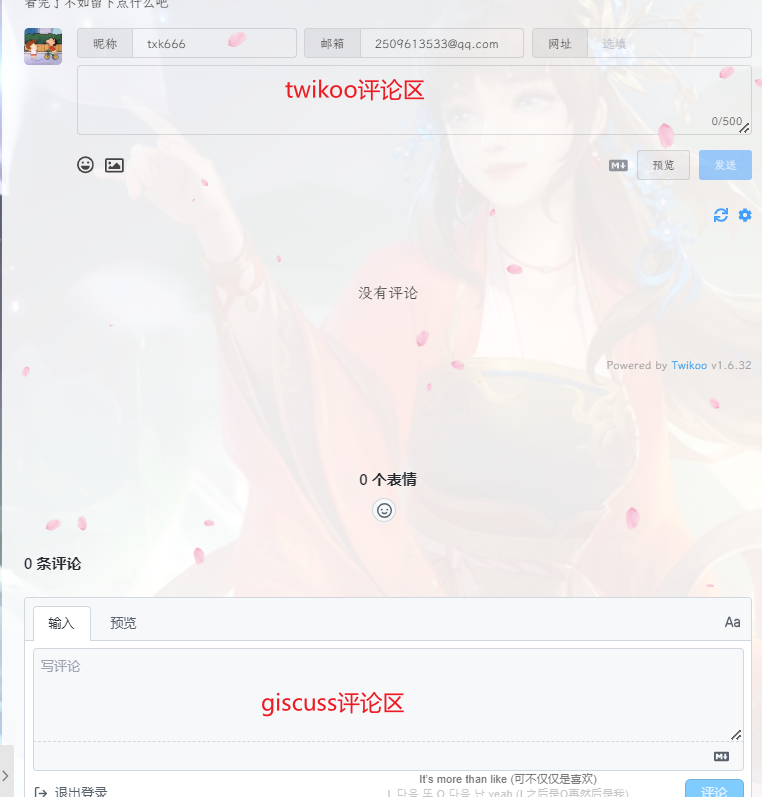 看完了不如留下点什么吧
昵称 txk666 邮箱 2509613533@qq.com 网址 选填
twikoo评论区
0/500
M↓ 预览 发送
没有评论
Powered by Twikoo v1.6.32
0 个表情
0 条评论
输入 预览 Aa
写评论
giscuss评论区
M↓
It's more than like (可不仅仅是喜欢)
退出登录 评论